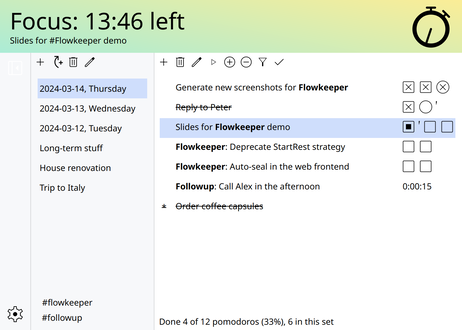 Focus: 13:46 left
Slides for #Flowkeeper demo
2024-03-14, Thursday
2024-03-13, Wednesday
2024-03-12, Tuesday
Long-term stuff
House renovation
Trip to Italy
#flowkeeper
#followup
Generate new screenshots for Flowkeeper
Reply to Peter
Slides for Flowkeeper demo
Flowkeeper: Deprecate StartRest strategy
Flowkeeper: Auto-seal in the web frontend
Followup: Call Alex in the afternoon 0:00:15
Order coffee capsules
Done 4 of 12 pomodoros (33%), 6 in this set